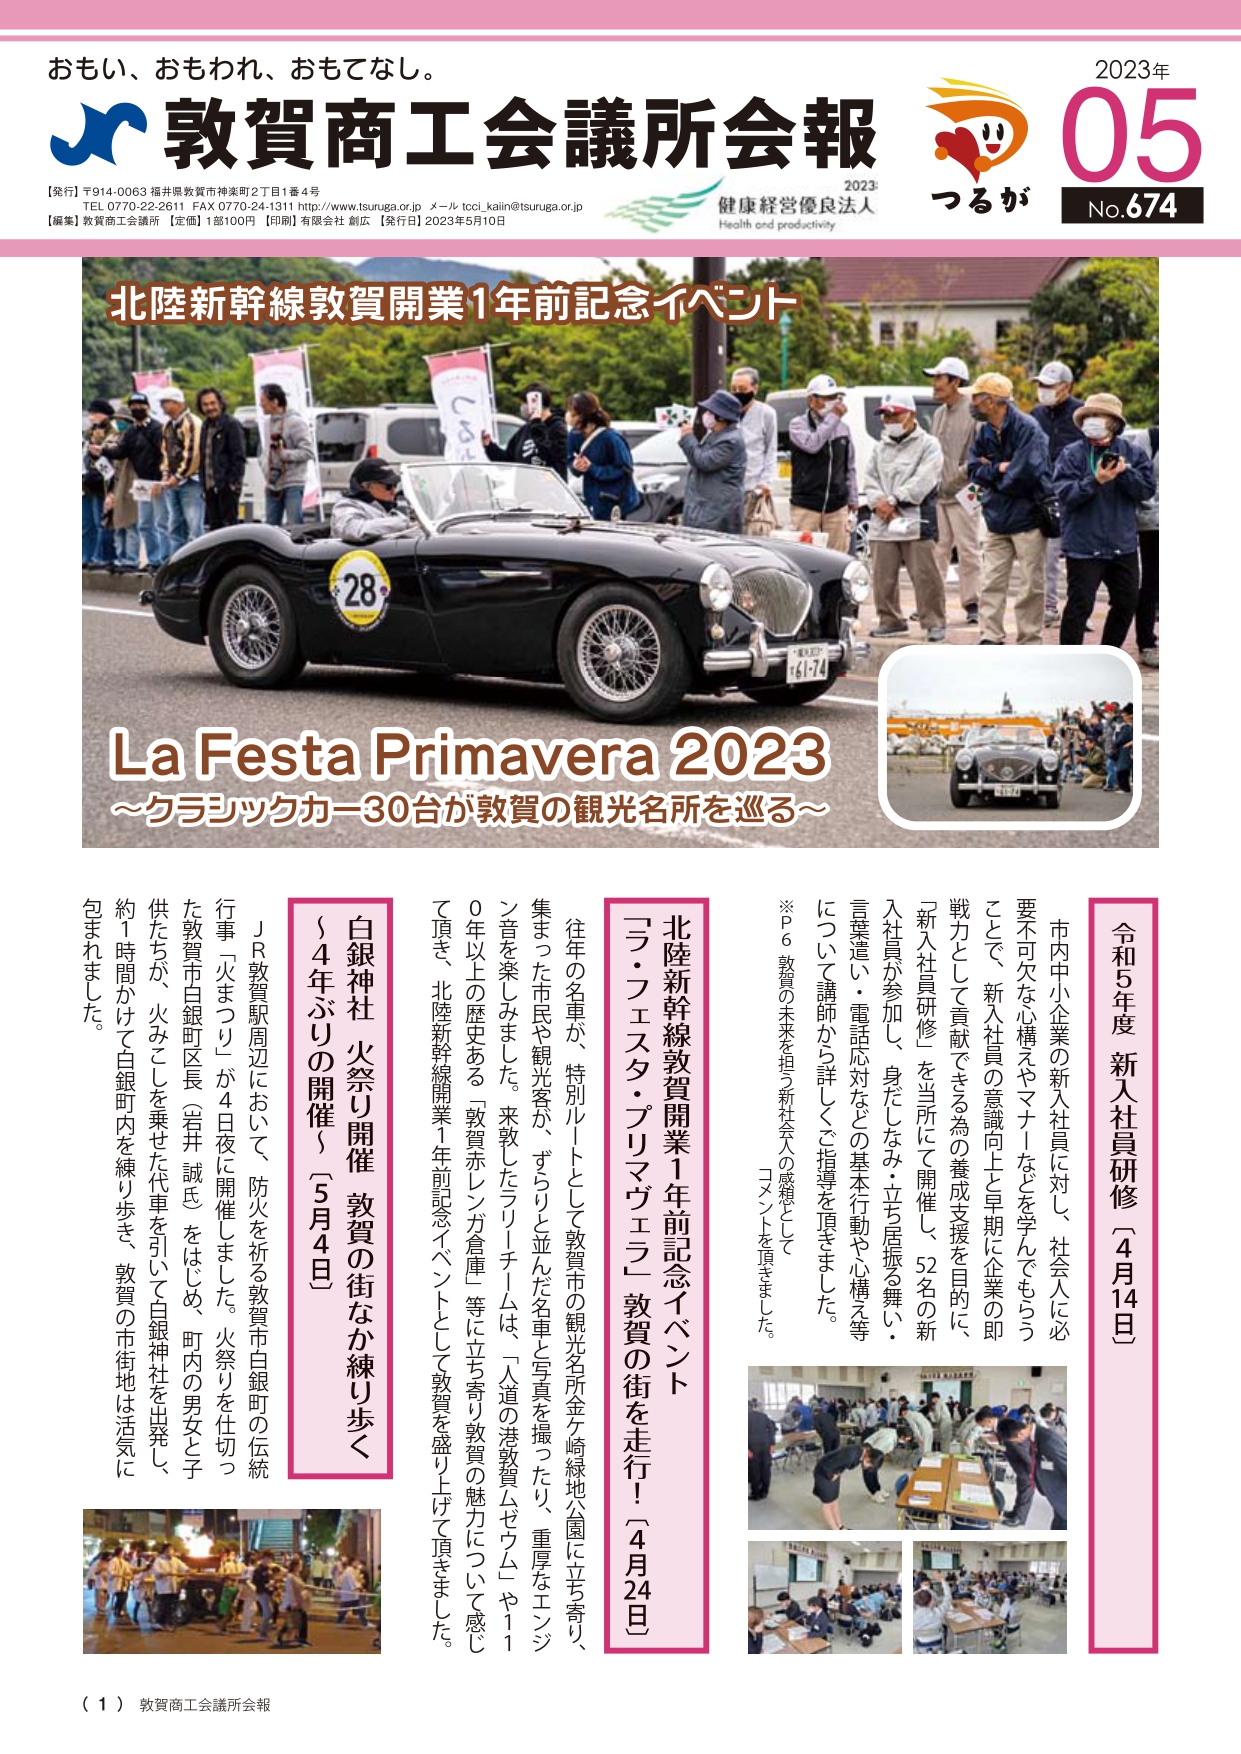 おもい、おもわれ、おもてなし。
敦賀商工会議所会報
【発行】〒914-0063 福井県敦賀市神楽町2丁目1番4号
TEL 0770-22-2611 FAX 0770-24-1311 http://www.tsuruga.or.jp メール tcci_kaiin@tsuruga.or.jp
【編集】敦賀商工会議所 【定価】1部100円 【印刷】有限会社 創広 【発行日】2023年5月10日
2023
健康経営優良法人
Health and productivity
つるが
2023年
05
No.674
北陸新幹線敦賀開業1年前記念イベント
つる
28
61-74
La Festa Primavera 2023
～クラシックカー30台が敦賀の観光名所を巡る～
令和5年度 新入社員研修〔4月14日〕
市内中小企業の新入社員に対し、社会人に必
要不可欠な心構えやマナーなどを学んでもらう
ことで、新入社員の意識向上と早期に企業の即
戦力として貢献できる為の養成支援を目的に、
「新入社員研修」を当所にて開催し、52名の新
入社員が参加し、身だしなみ・立ち居振る舞い・
言葉遣い・電話応対などの基本行動や心構え等
について講師から詳しくご指導を頂きました。
※P6 敦賀の未来を担う新社会人の感想として
コメントを頂きました。
北陸新幹線敦賀開業1年前記念イベント
「ラ・フェスタ・プリマヴェラ」敦賀の街を走行！〔4月24日〕
往年の名車が、特別ルートとして敦賀市の観光名所金ケ崎緑地公園に立ち寄り、
集まった市民や観光客が、ずらりと並んだ名車と写真を撮ったり、重厚なエンジ
ン音を楽しみました。来敦したラリーチームは、「人道の港敦賀ムゼウム」や11
0年以上の歴史ある「敦賀赤レンガ倉庫」等に立ち寄り敦賀の魅力について感じ
て頂き、北陸新幹線開業1年前記念イベントとして敦賀を盛り上げて頂きました。
白銀神社 火祭り開催 敦賀の街なか練り歩く
～4年ぶりの開催～〔5月4日〕
JR敦賀駅周辺において、防火を祈る敦賀市白銀町の伝統
行事「火まつり」が4日夜に開催しました。火祭りを仕切っ
た敦賀市白銀町区長（岩井 誠氏）をはじめ、町内の男女と子
供たちが、火みこしを乗せた代車を引いて白銀神社を出発し、
約1時間かけて白銀町内を練り歩き、敦賀の市街地は活気に
包まれました。
（1） 敦賀商工会議所会報